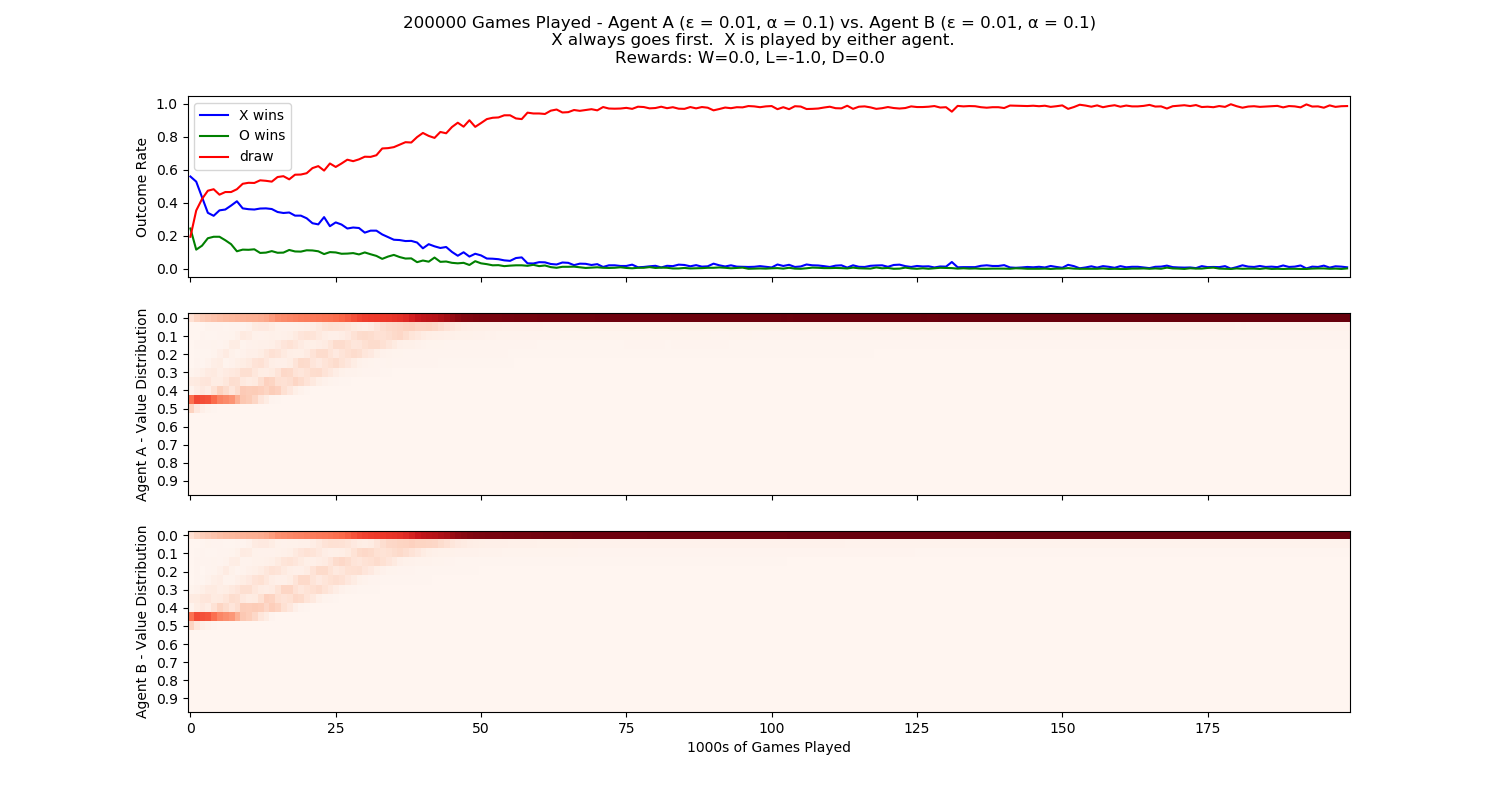 200000 Games Played - Agent A (ε = 0.01, α = 0.1) vs. Agent B (ε = 0.01, α = 0.1)
X always goes first.  X is played by either agent.
Rewards: W=0.0, L=-1.0, D=0.0
Outcome Rate
1.0
0.8
0.6
0.4
0.2
0.0
X wins
O wins
draw
Agent A - Value Distribution
0.0
0.1
0.2
0.3
0.4
0.5
0.6
0.7
0.8
0.9
Agent B - Value Distribution
0.0
0.1
0.2
0.3
0.4
0.5
0.6
0.7
0.8
0.9
0 25 50 75 100 125 150 175
1000s of Games Played